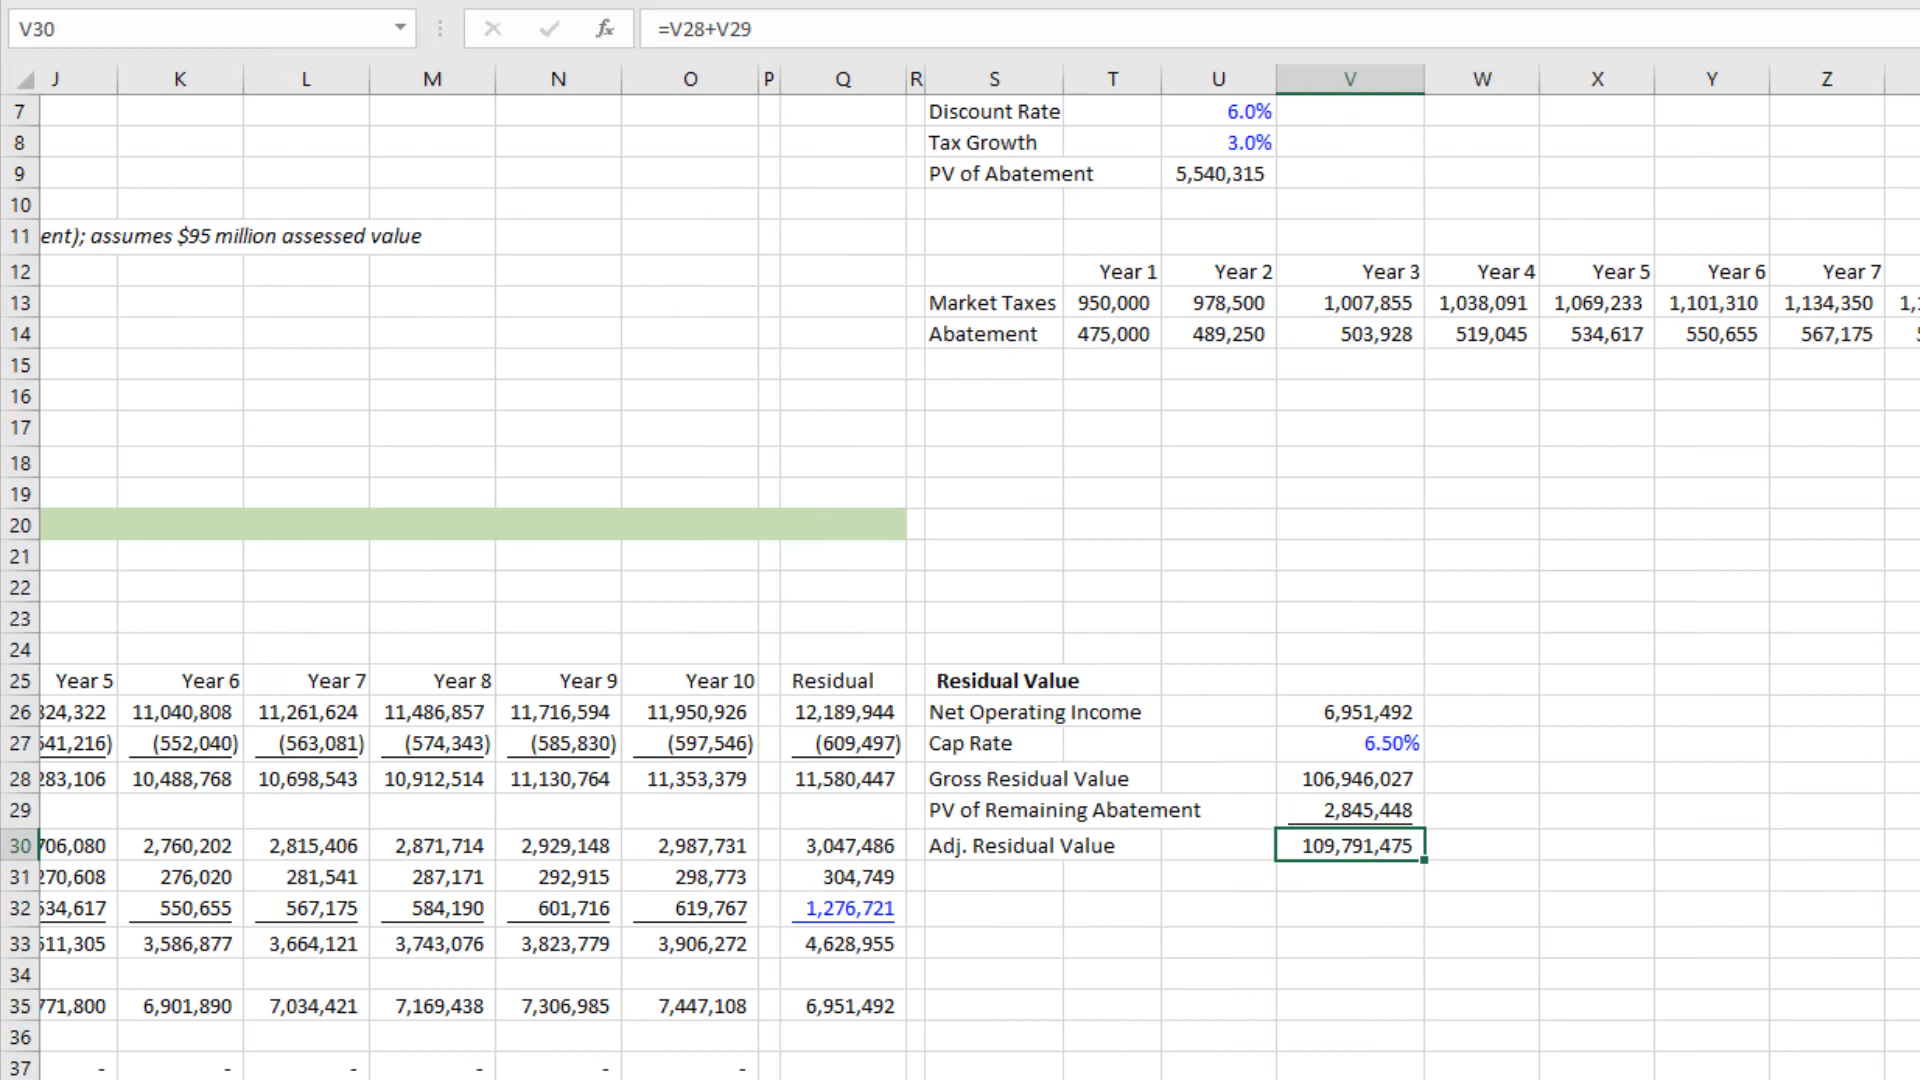 V30 fx =V28+V29
J K L M N O P Q R S T U V W X Y Z
7 Discount Rate 6.0%
8 Tax Growth 3.0%
9 PV of Abatement 5,540,315
10
11 ent); assumes $95 million assessed value
12 Year 1 Year 2 Year 3 Year 4 Year 5 Year 6 Year 7
13 Market Taxes 950,000 978,500 1,007,855 1,038,091 1,069,233 1,101,310 1,134,350
14 Abatement 475,000 489,250 503,928 519,045 534,617 550,655 567,175
15
16
17
18
19
20
21
22
23
24
25 Year 5 Year 6 Year 7 Year 8 Year 9 Year 10 Residual Residual Value
26 324,322 11,040,808 11,261,624 11,486,857 11,716,594 11,950,926 12,189,944 Net Operating Income 6,951,492
27 541,216) (552,040) (563,081) (574,343) (585,830) (597,546) (609,497) Cap Rate 6.50%
28 283,106 10,488,768 10,698,543 10,912,514 11,130,764 11,353,379 11,580,447 Gross Residual Value 106,946,027
29 PV of Remaining Abatement 2,845,448
30 706,080 2,760,202 2,815,406 2,871,714 2,929,148 2,987,731 3,047,486 Adj. Residual Value 109,791,475
31 270,608 276,020 281,541 287,171 292,915 298,773 304,749
32 534,617 550,655 567,175 584,190 601,716 619,767 1,276,721
33 511,305 3,586,877 3,664,121 3,743,076 3,823,779 3,906,272 4,628,955
34
35 771,800 6,901,890 7,034,421 7,169,438 7,306,985 7,447,108 6,951,492
36
37 - - - - - -